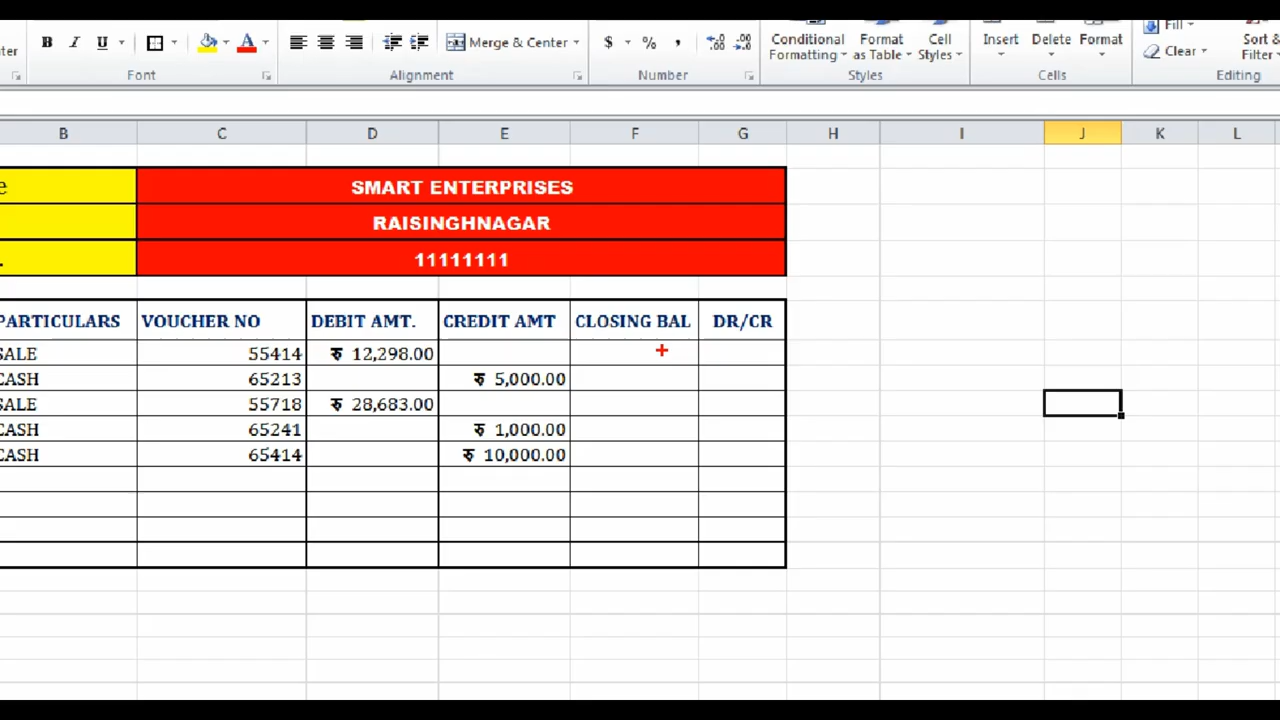 ter
B I U
Merge & Center
$ % ,
Conditional Formatting
Format as Table
Cell Styles
Insert Delete Format
Fill
Clear
Sort & Filter
Font Alignment Number Styles Cells Editing
B C D E F G H I J K L
e SMART ENTERPRISES
RAISINGHNAGAR
. 11111111
PARTICULARS VOUCHER NO DEBIT AMT. CREDIT AMT CLOSING BAL DR/CR
SALE 55414 रु 12,298.00
CASH 65213 रु 5,000.00
SALE 55718 रु 28,683.00
CASH 65241 रु 1,000.00
CASH 65414 रु 10,000.00